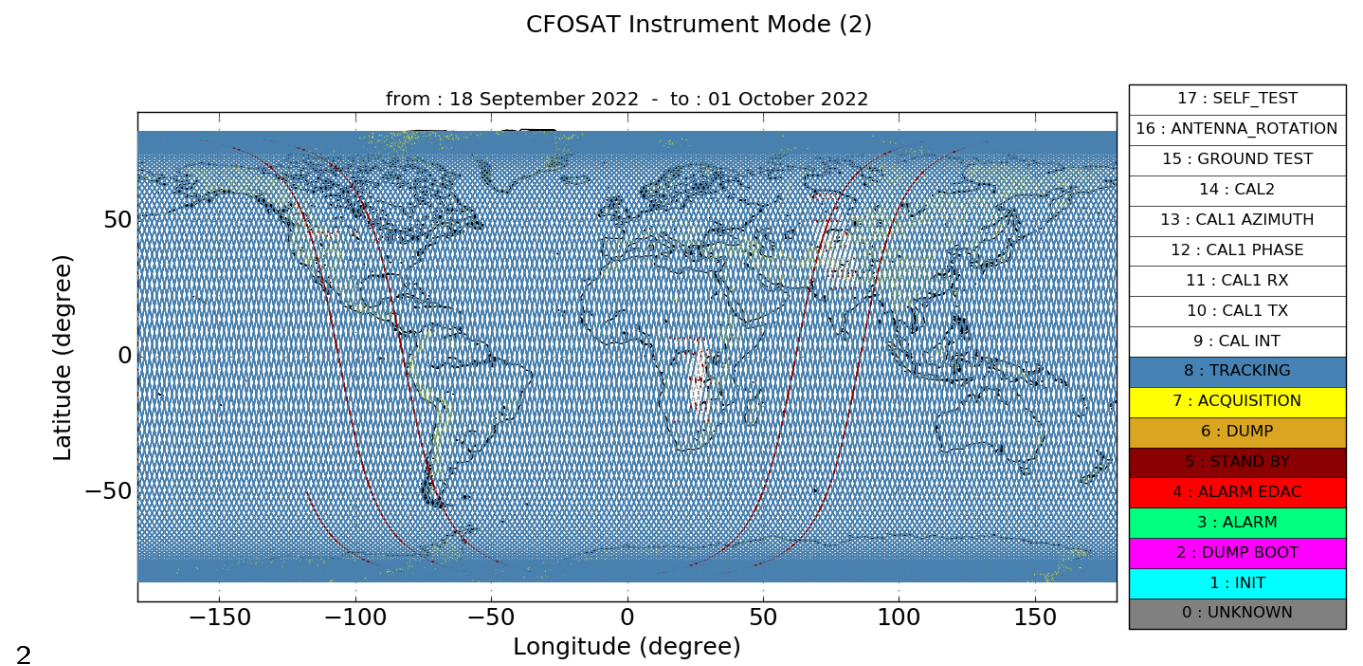 CFOSAT Instrument Mode (2)
from : 18 September 2022 - to : 01 October 2022
17 : SELF_TEST
16 : ANTENNA_ROTATION
15 : GROUND TEST
14 : CAL2
13 : CAL1 AZIMUTH
12 : CAL1 PHASE
11 : CAL1 RX
10 : CAL1 TX
9 : CAL INT
8 : TRACKING
7 : ACQUISITION
6 : DUMP
5 : STAND BY
4 : ALARM EDAC
3 : ALARM
2 : DUMP BOOT
1 : INIT
0 : UNKNOWN
Latitude (degree)
50
0
−50
−150 −100 −50 0 50 100 150
Longitude (degree)
2